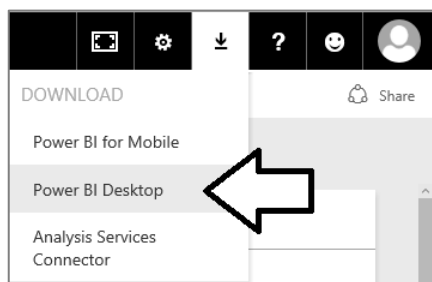 ?
DOWNLOAD
Share
Power BI for Mobile
Power BI Desktop
Analysis Services
Connector